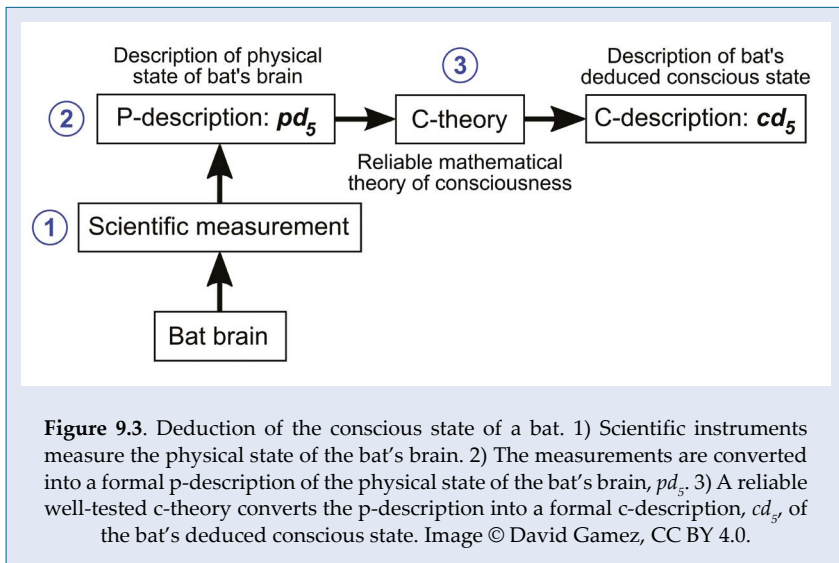 Description of physical
state of bat's brain
3
Description of bat's
deduced conscious state
2
P-description: pd5
C-theory
C-description: cd5
Reliable mathematical
theory of consciousness
1
Scientific measurement
Bat brain
Figure 9.3. Deduction of the conscious state of a bat. 1) Scientific instruments
measure the physical state of the bat’s brain. 2) The measurements are converted
into a formal p-description of the physical state of the bat’s brain, pd5. 3) A reliable
well-tested c-theory converts the p-description into a formal c-description, cd5, of
the bat’s deduced conscious state. Image © David Gamez, CC BY 4.0.